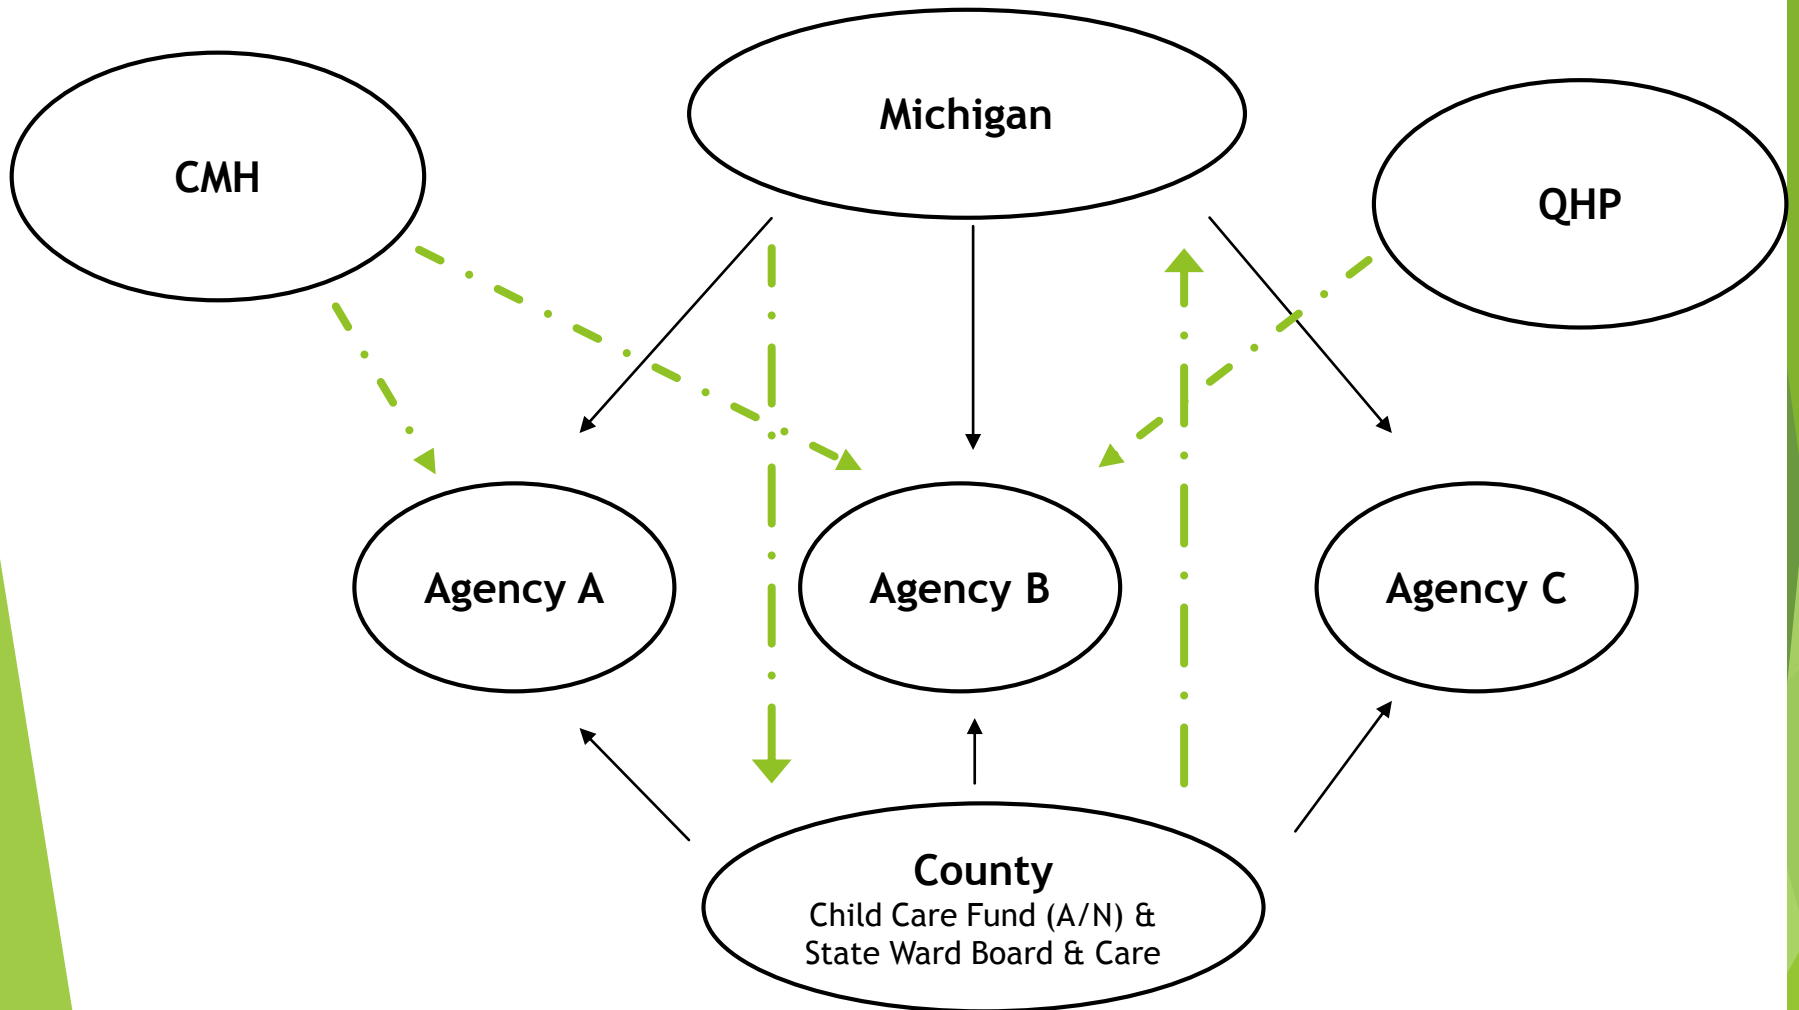 Michigan
CMH
QHP
Agency A
Agency B
Agency C
County
Child Care Fund (A/N) &
State Ward Board & Care